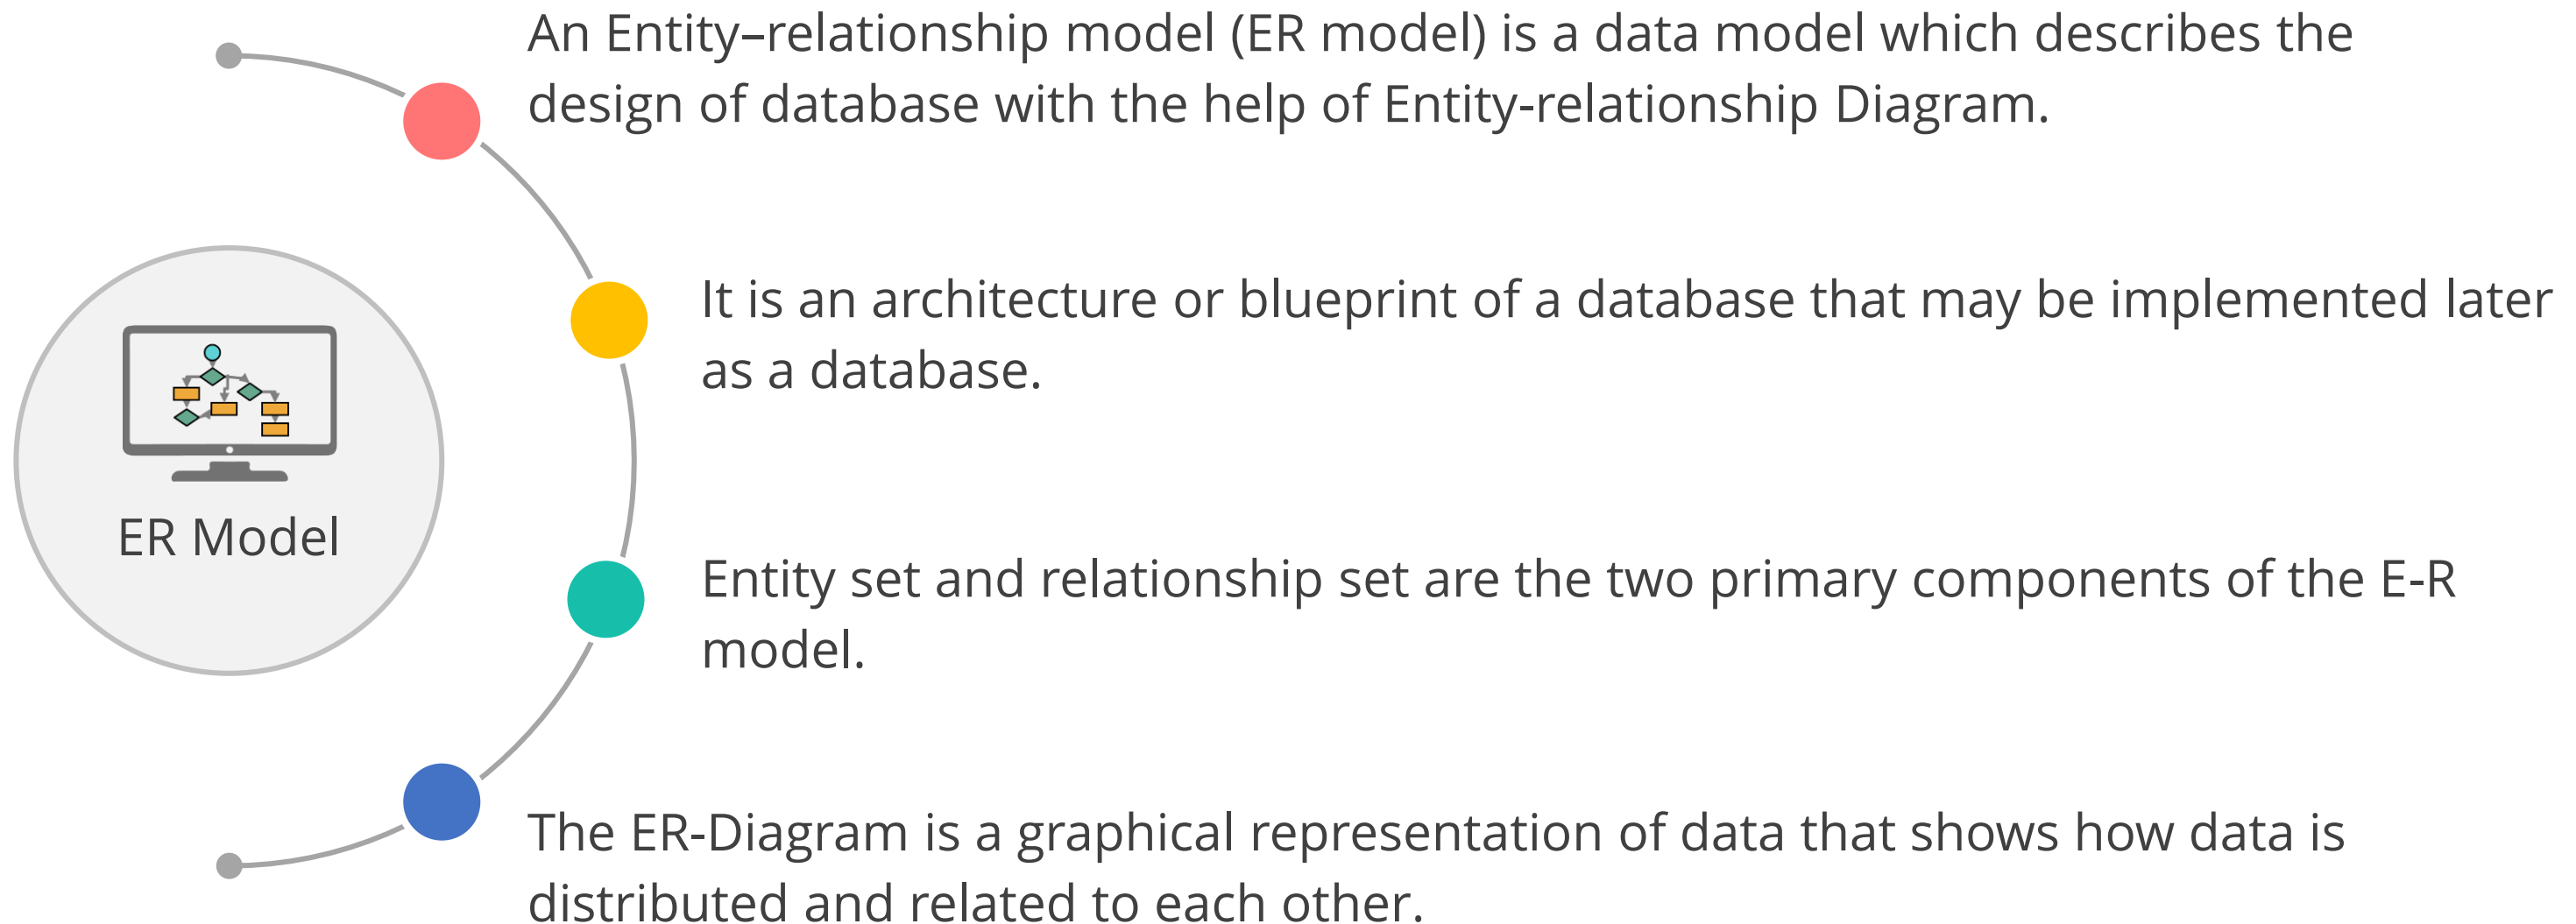 An Entity–relationship model (ER model) is a data model which describes the
design of database with the help of Entity-relationship Diagram.
It is an architecture or blueprint of a database that may be implemented later
as a database.
ER Model
Entity set and relationship set are the two primary components of the E-R
model.
The ER-Diagram is a graphical representation of data that shows how data is
distributed and related to each other.